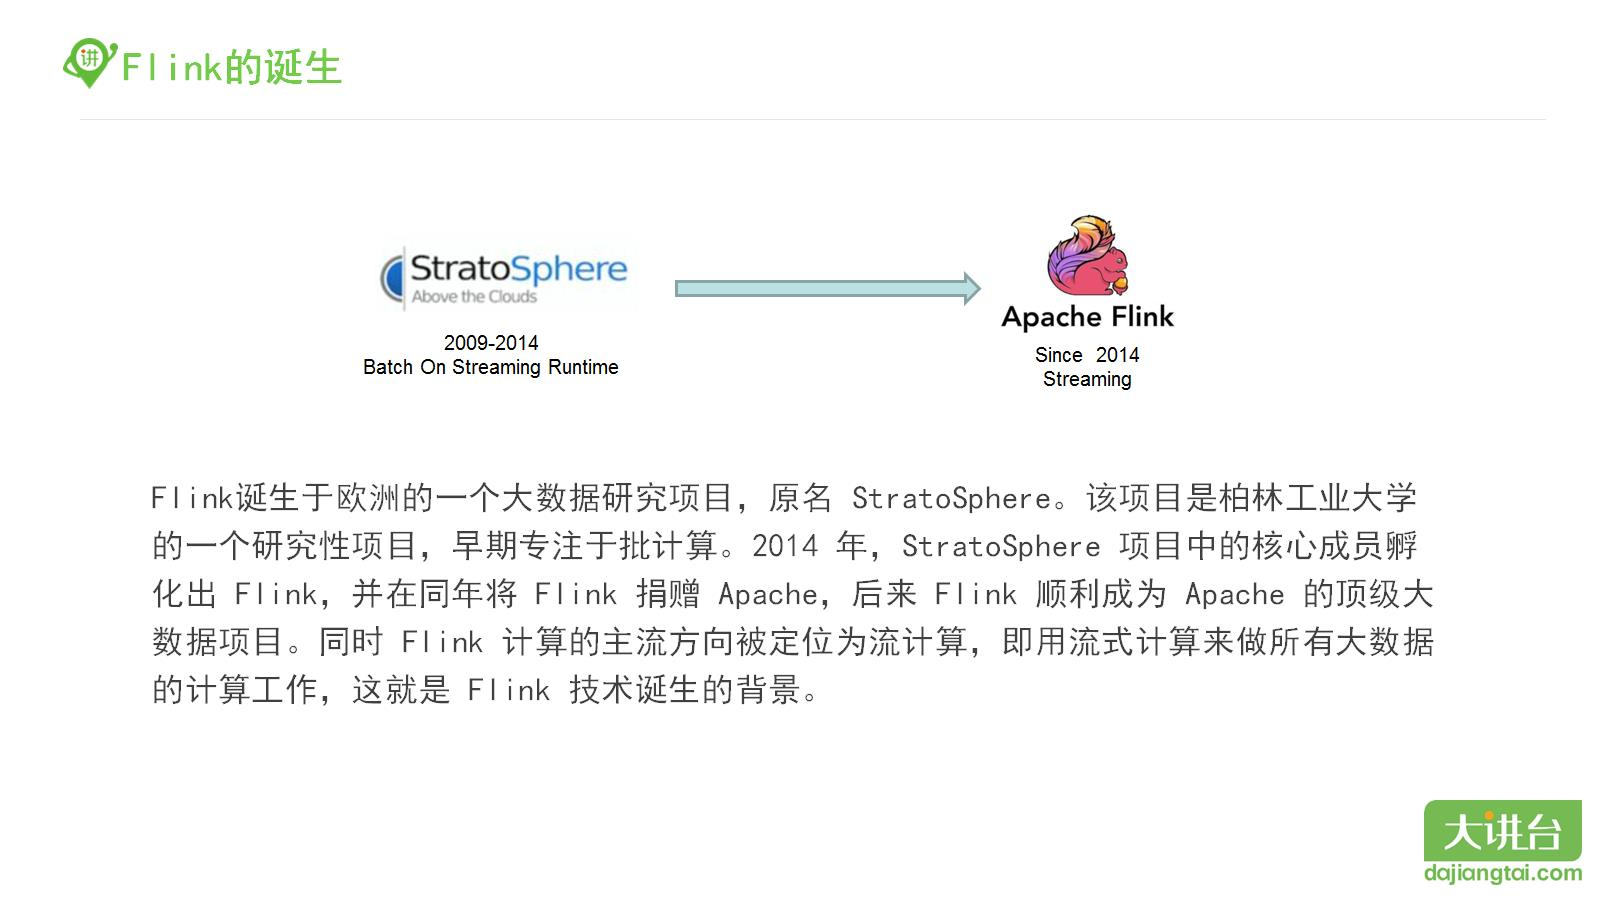 讲
Flink的诞生
StratoSphere
Above the Clouds
2009-2014
Batch On Streaming Runtime
Apache Flink
Since 2014
Streaming
Flink诞生于欧洲的一个大数据研究项目，原名 StratoSphere。该项目是柏林工业大学
的一个研究性项目，早期专注于批计算。2014 年，StratoSphere 项目中的核心成员孵
化出 Flink，并在同年将 Flink 捐赠 Apache，后来 Flink 顺利成为 Apache 的顶级大
数据项目。同时 Flink 计算的主流方向被定位为流计算，即用流式计算来做所有大数据
的计算工作，这就是 Flink 技术诞生的背景。
大讲台
dajiangtai.com